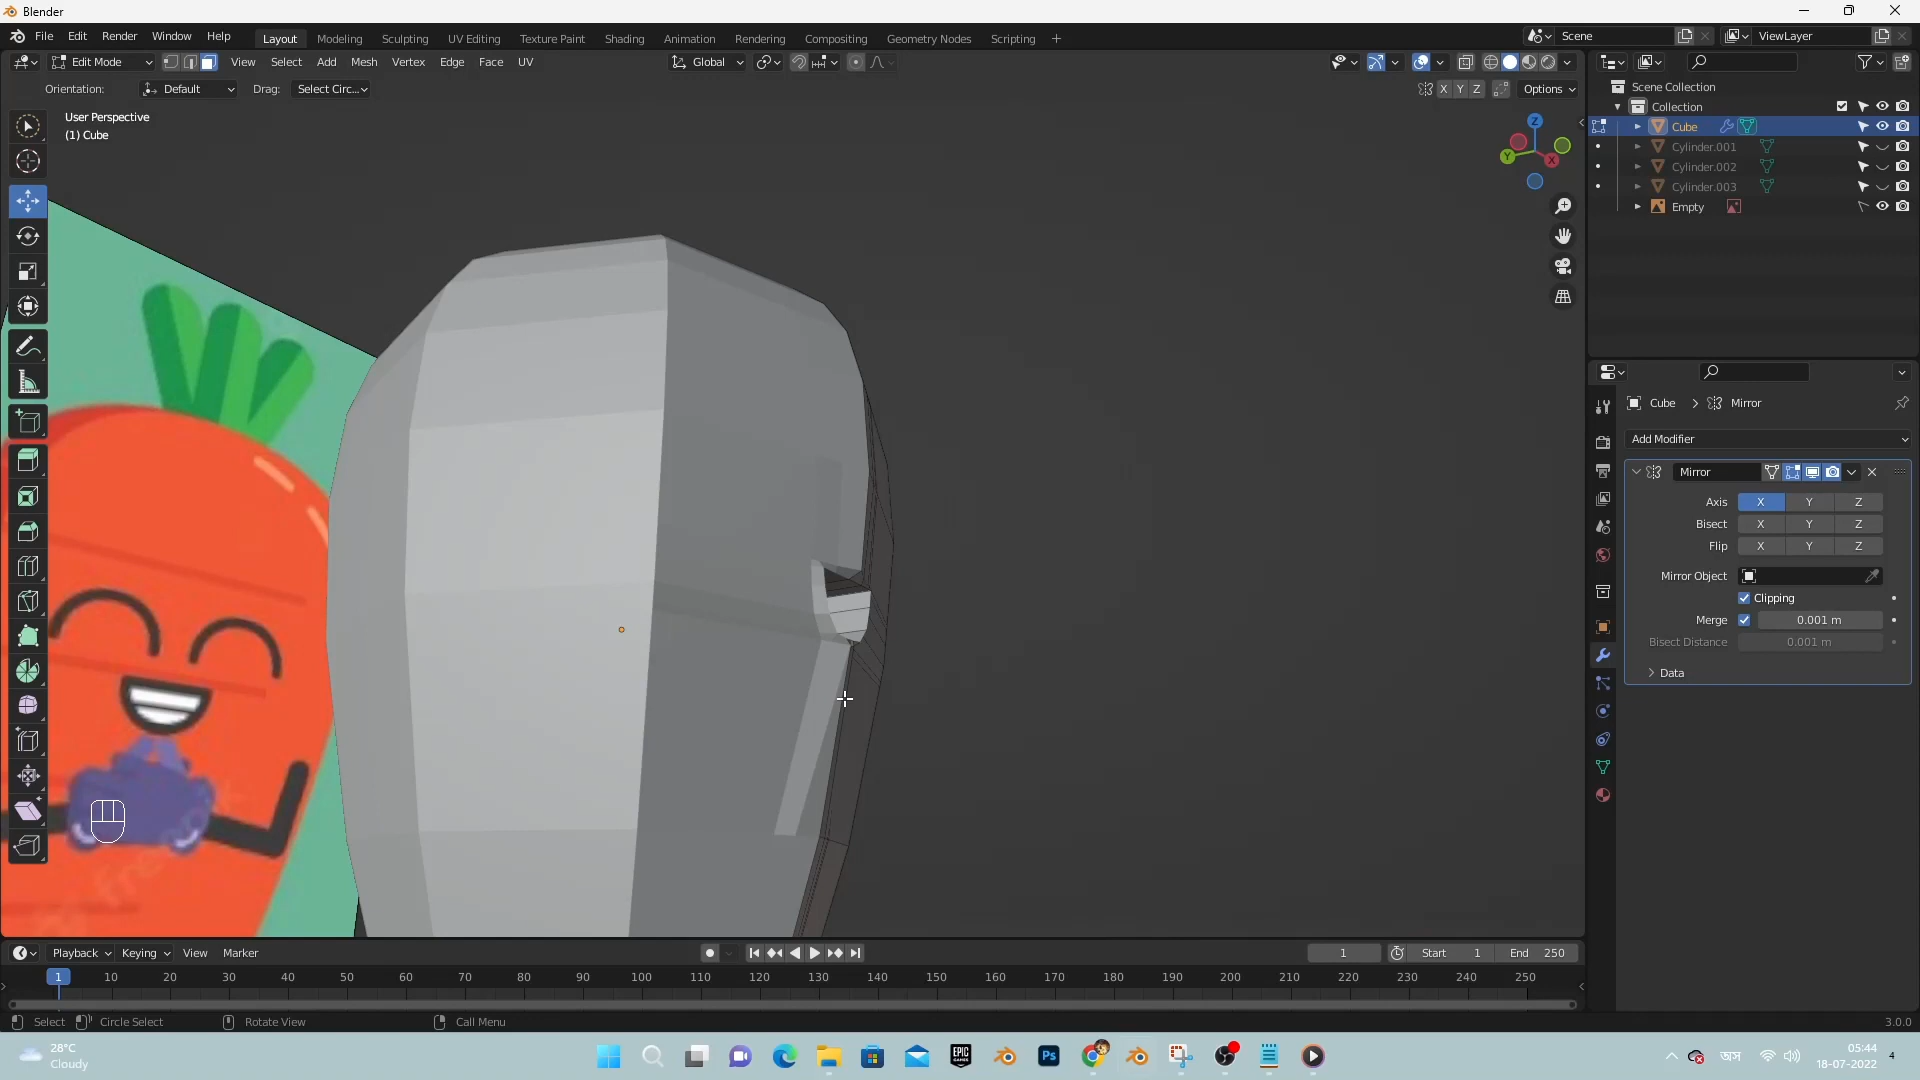 Blender
File Edit Render Window Help
Layout Modeling Sculpting UV Editing Texture Paint Shading Animation Rendering Compositing Geometry Nodes Scripting +
Scene
ViewLayer
Edit Mode View Select Add Mesh Vertex Edge Face UV
Global
Orientation: Default Drag: Select Circ...
X Y Z Options
User Perspective
(1) Cube
Z
Y
X
Scene Collection
Collection
Cube
Cylinder.001
Cylinder.002
Cylinder.003
Empty
Cube > Mirror
Add Modifier
Mirror
Axis X Y Z
Bisect X Y Z
Flip X Y Z
Mirror Object
Clipping
Merge 0.001 m
Bisect Distance 0.001 m
Data
Playback Keying View Marker
1 Start 1 End 250
1 10 20 30 40 50 60 70 80 90 100 110 120 130 140 150 160 170 180 190 200 210 220 230 240 250
Select Circle Select Rotate View Call Menu
3.0.0
28°C
Cloudy
EPIC
GAMES
Ps
অস
05:44
18-07-2022
4